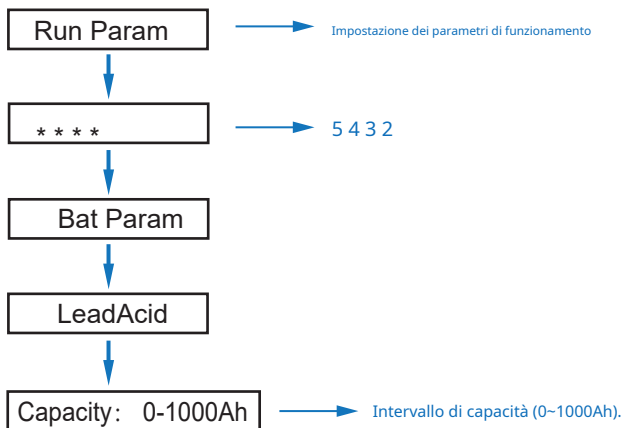 Run Param
Impostazione dei parametri di funzionamento
* * * *
5 4 3 2
Bat Param
LeadAcid
Capacity: 0-1000Ah
Intervallo di capacità (0~1000Ah).